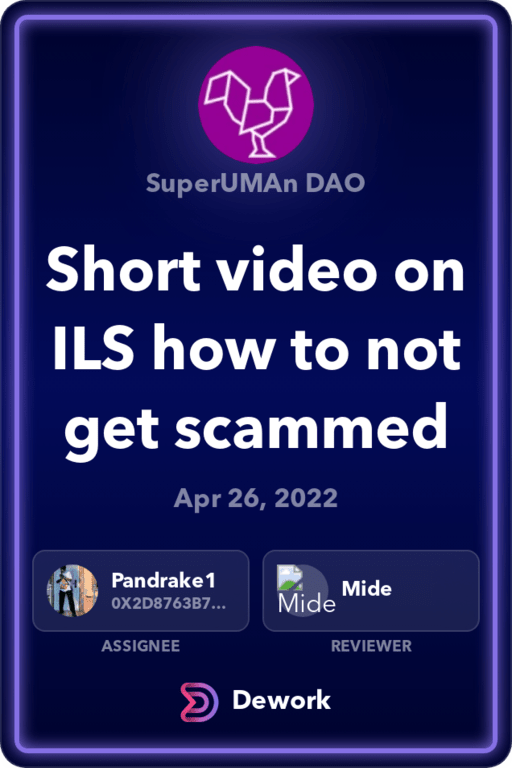 SuperUMAn DAO
Short video on
ILS how to not
get scammed
Apr 26, 2022
Pandrake1
0X2D8763B7...
ASSIGNEE
Mide
Mide
REVIEWER
Dework